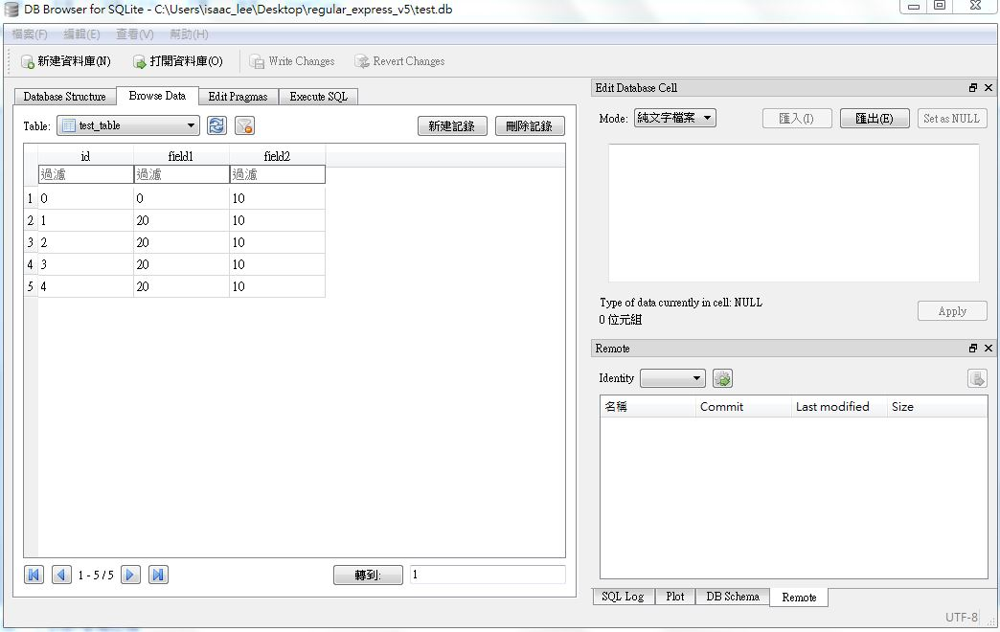 DB Browser for SQLite - C:\Users\isaac_lee\Desktop\regular_express_v5\test.db
檔案(F) 編輯(E) 查看(V) 幫助(H)
新建資料庫(N) 打開資料庫(O) Write Changes Revert Changes
Database Structure Browse Data Edit Pragmas Execute SQL
Table: test_table 新建記錄 刪除記錄
id field1 field2
過濾 過濾 過濾
1 0 0 10
2 1 20 10
3 2 20 10
4 3 20 10
5 4 20 10
1 - 5 / 5 轉到: 1
Edit Database Cell
Mode: 純文字檔案 匯入(I) 匯出(E) Set as NULL
Type of data currently in cell: NULL
0 位元組
Apply
Remote
Identity
名稱 Commit Last modified Size
SQL Log Plot DB Schema Remote
UTF-8